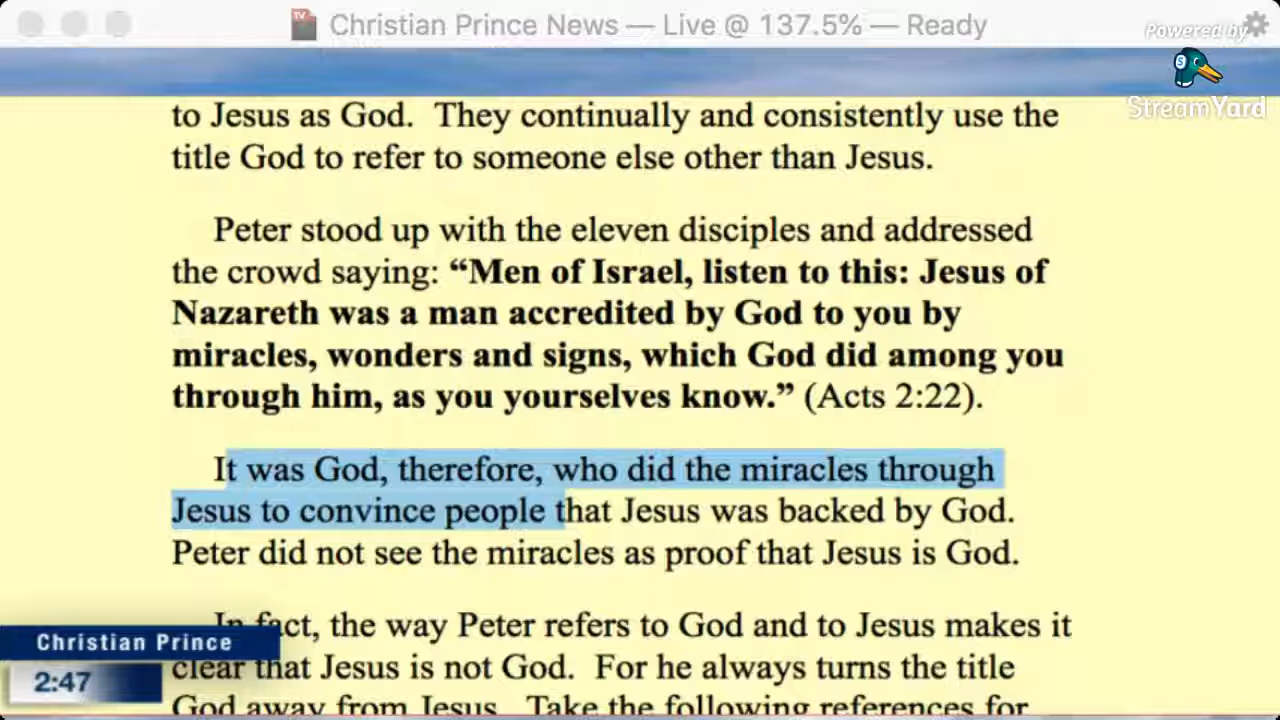 TV
Christian Prince News — Live @ 137.5% — Ready
Powered by
StreamYard
to Jesus as God. They continually and consistently use the
title God to refer to someone else other than Jesus.
Peter stood up with the eleven disciples and addressed
the crowd saying: “Men of Israel, listen to this: Jesus of
Nazareth was a man accredited by God to you by
miracles, wonders and signs, which God did among you
through him, as you yourselves know.” (Acts 2:22).
It was God, therefore, who did the miracles through
Jesus to convince people that Jesus was backed by God.
Peter did not see the miracles as proof that Jesus is God.
In fact, the way Peter refers to God and to Jesus makes it
clear that Jesus is not God. For he always turns the title
God away from Jesus. Take the following references for
Christian Prince
2:47